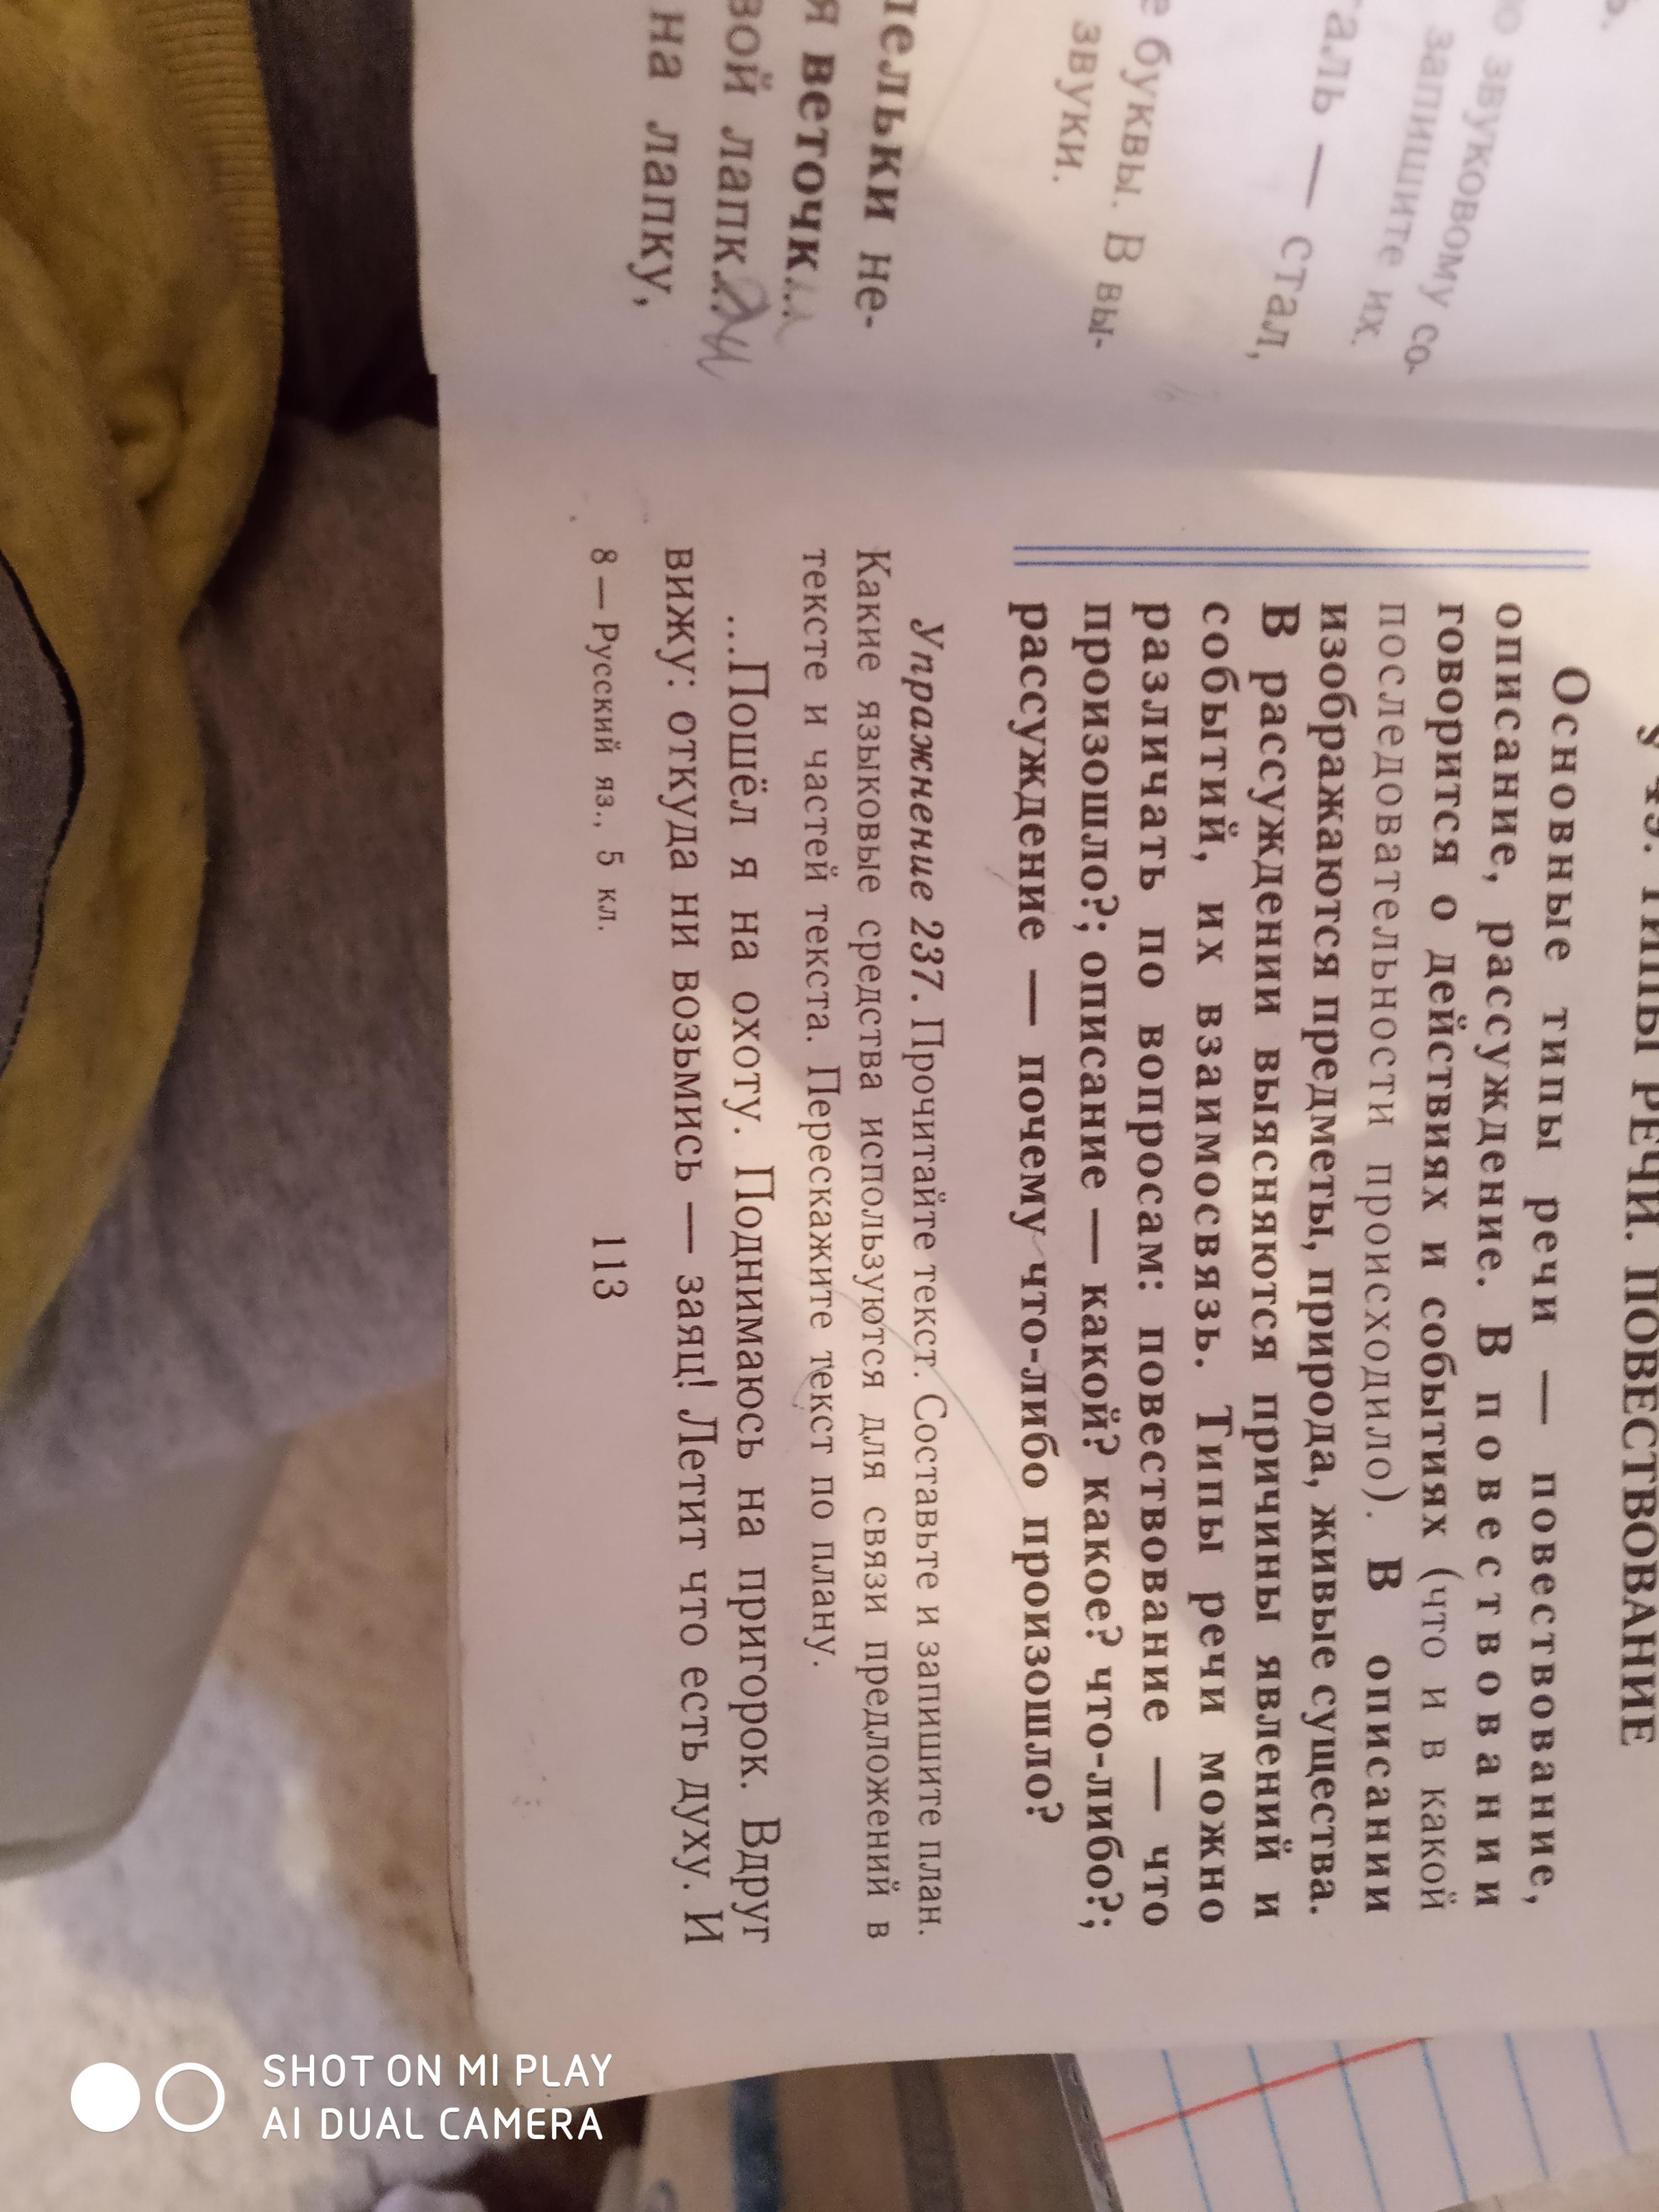 ь.
звуковому со-
запишите их.
таль — стал,
буквы. В вы-
звуки.
пельки не-
я веточк...
вой лапк...
на лапку,
ТИПЫ РЕЧИ. ПОВЕСТВОВАНИЕ
Основные типы речи — повествование,
описание, рассуждение. В повествовании
говорится о действиях и событиях (что и в какой
последовательности происходило). В описании
изображаются предметы, природа, живые существа.
В рассуждении выясняются причины явлений и
событий, их взаимосвязь. Типы речи можно
различать по вопросам: повествование — что
произошло?; описание — какой? какое? что-либо?;
рассуждение — почему что-либо произошло?
Упражнение 237. Прочитайте текст. Составьте и запишите план.
Какие языковые средства используются для связи предложений в
тексте и частей текста. Перескажите текст по плану.
...Пошёл я на охоту. Поднимаюсь на пригорок. Вдруг
вижу: откуда ни возьмись — заяц! Летит что есть духу. И
8 — Русский яз., 5 кл.
113
SHOT ON MI PLAY
AI DUAL CAMERA